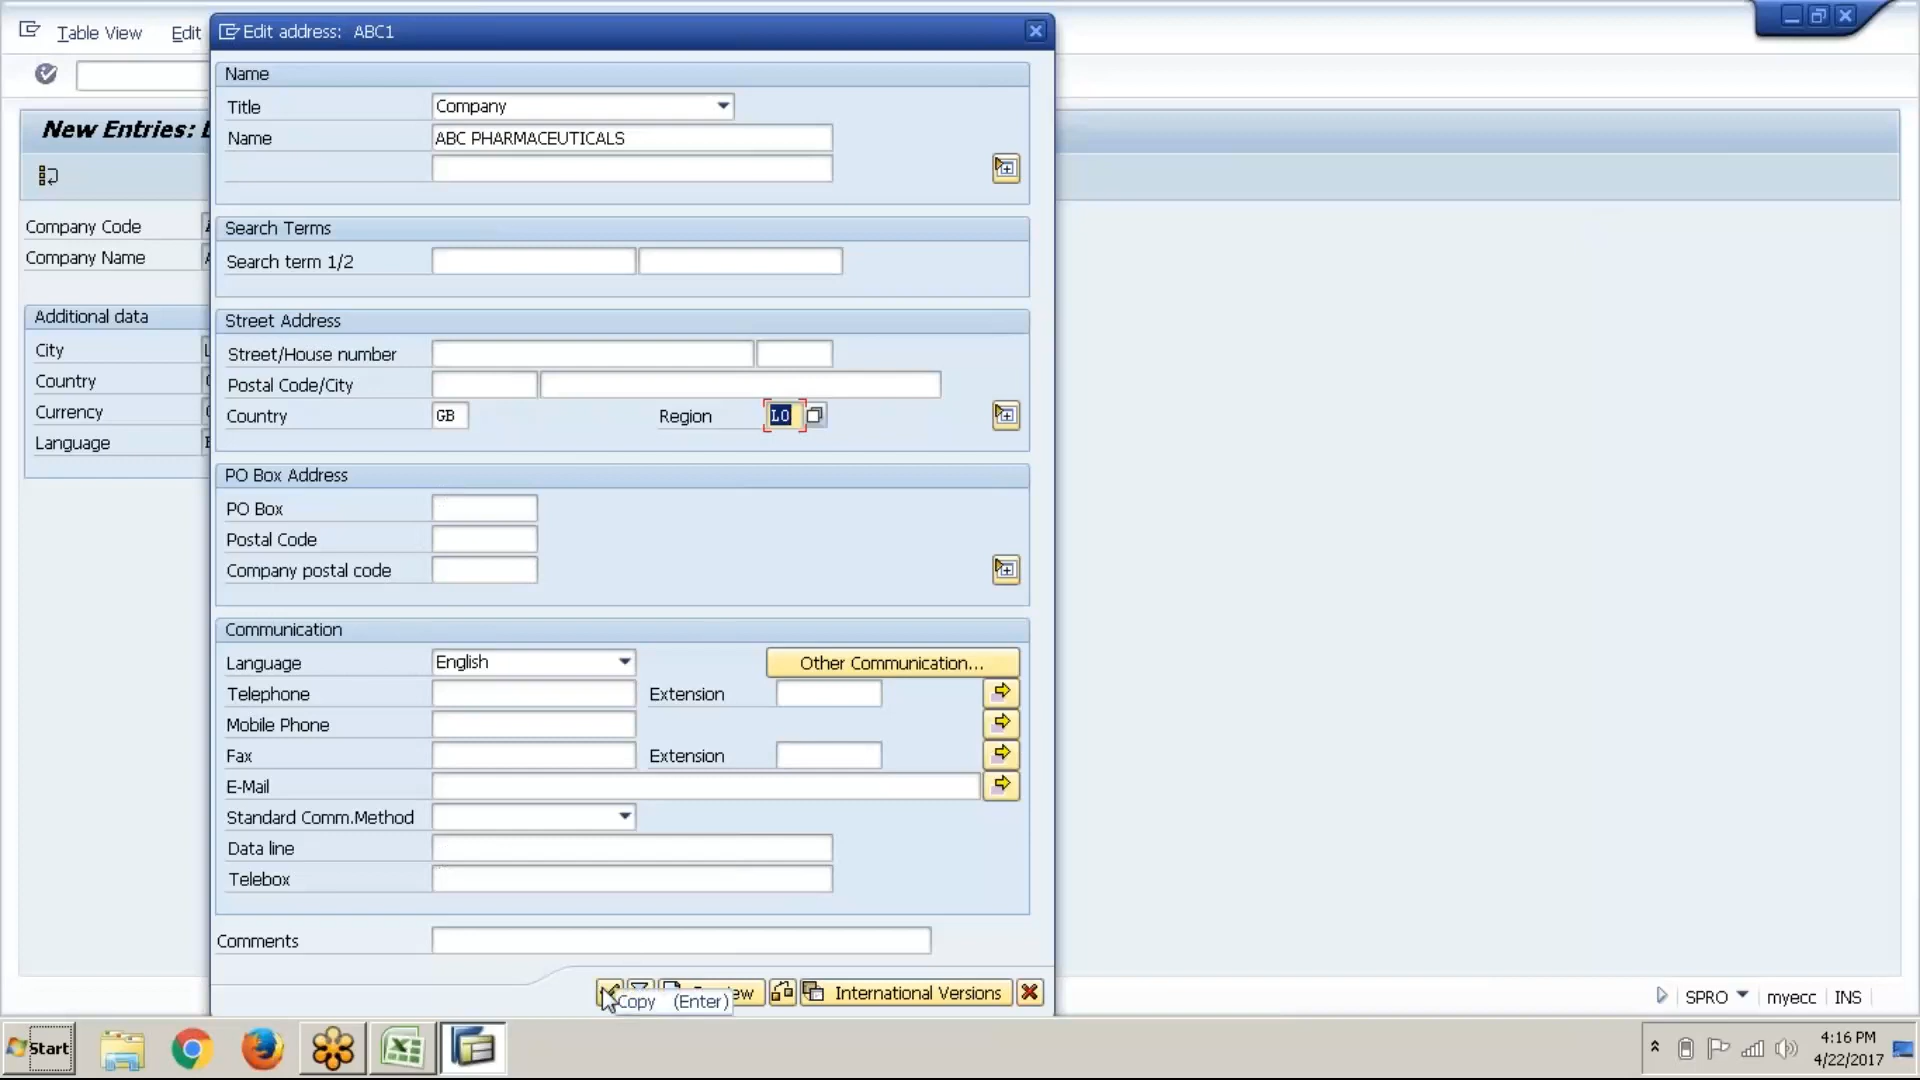 Table View Edit
Edit address: ABC1
New Entries:
Company Code
Company Name
Additional data
City
Country
Currency
Language
Name
Title Company
Name ABC PHARMACEUTICALS
Search Terms
Search term 1/2
Street Address
Street/House number
Postal Code/City
Country GB Region LO
PO Box Address
PO Box
Postal Code
Company postal code
Communication
Language English Other Communication...
Telephone Extension
Mobile Phone
Fax Extension
E-Mail
Standard Comm.Method
Data line
Telebox
Comments
International Versions
Copy (Enter)
SPRO myecc INS
Start
4:16 PM
4/22/2017